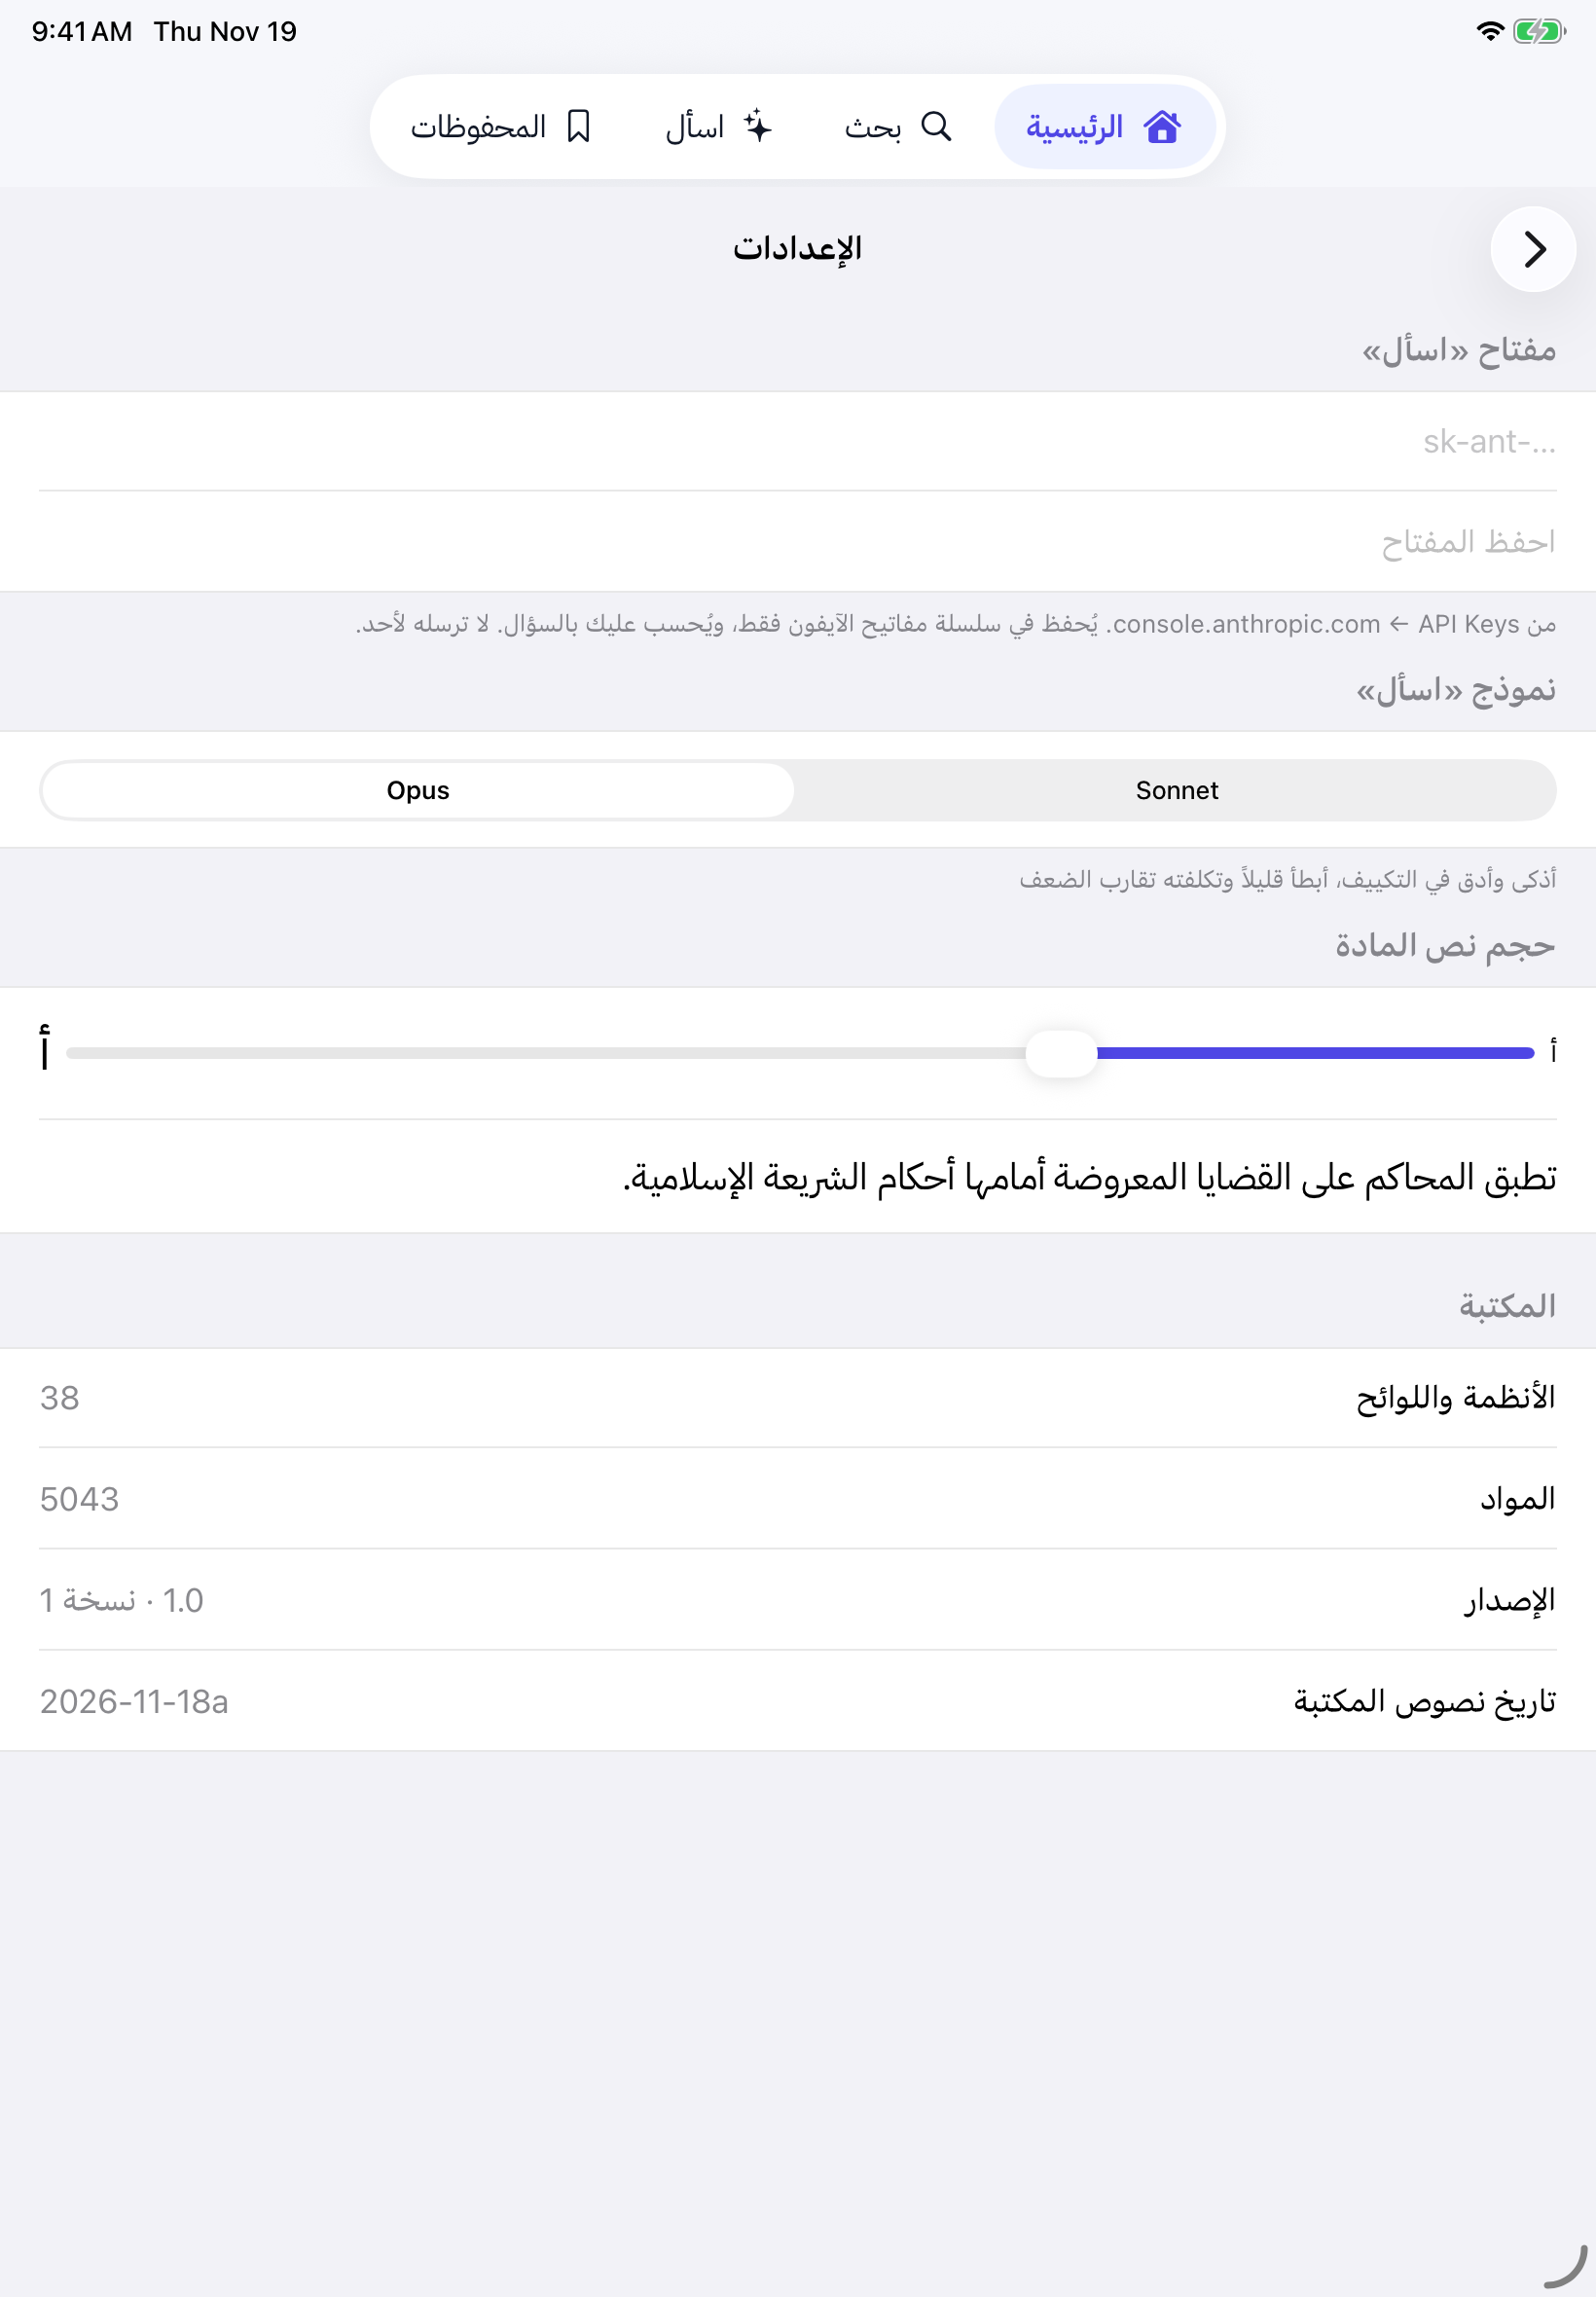 9:41 AM Thu Nov 19
الرئيسية بحث اسأل المحفوظات
الإعدادات
مفتاح «اسأل»
sk-ant-...
احفظ المفتاح
من console.anthropic.com ← API Keys. يُحفظ في سلسلة مفاتيح الآيفون فقط، ويُحسب عليك بالسؤال. لا ترسله لأحد.
نموذج «اسأل»
Sonnet Opus
أذكى وأدق في التكييف، أبطأ قليلاً وتكلفته تقارب الضعف
حجم نص المادة
أ أ
تطبق المحاكم على القضايا المعروضة أمامها أحكام الشريعة الإسلامية.
المكتبة
الأنظمة واللوائح 38
المواد 5043
الإصدار 1.0 · نسخة 1
تاريخ نصوص المكتبة 2026-11-18a